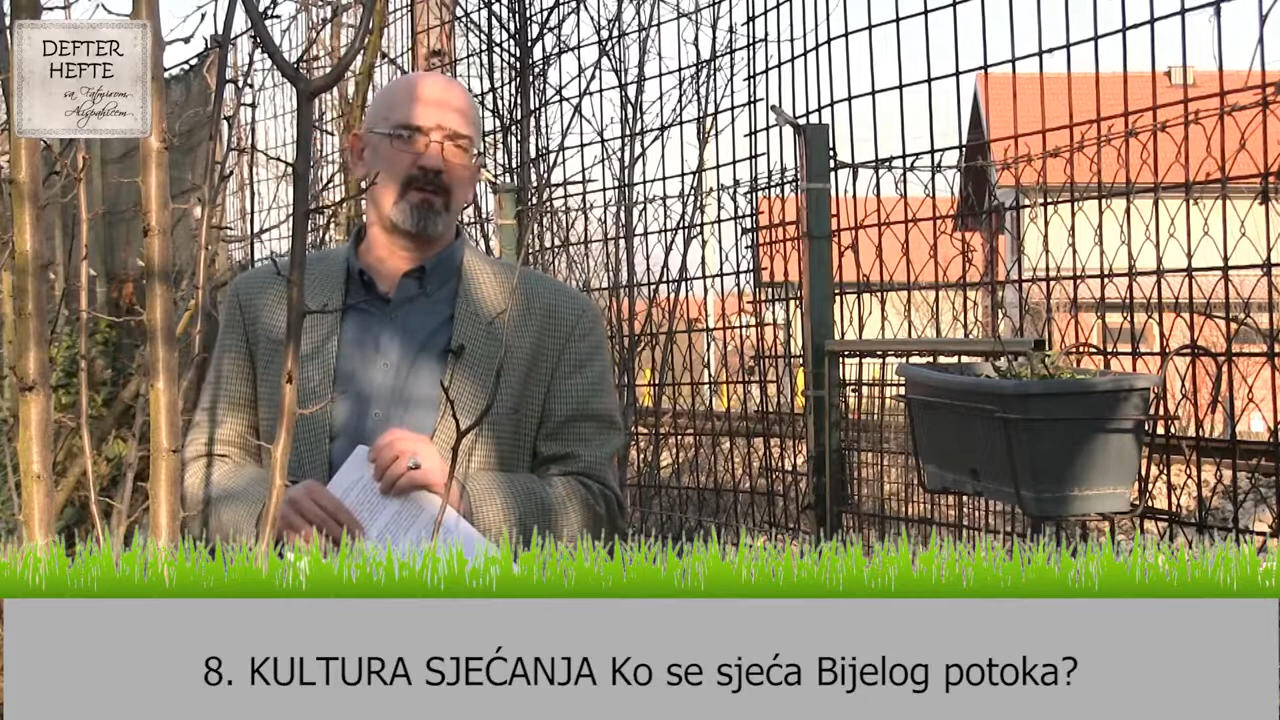 DEFTER
HEFTE
sa Fatmirom
Alispahićem
8. KULTURA SJEĆANJA Ko se sjeća Bijelog potoka?